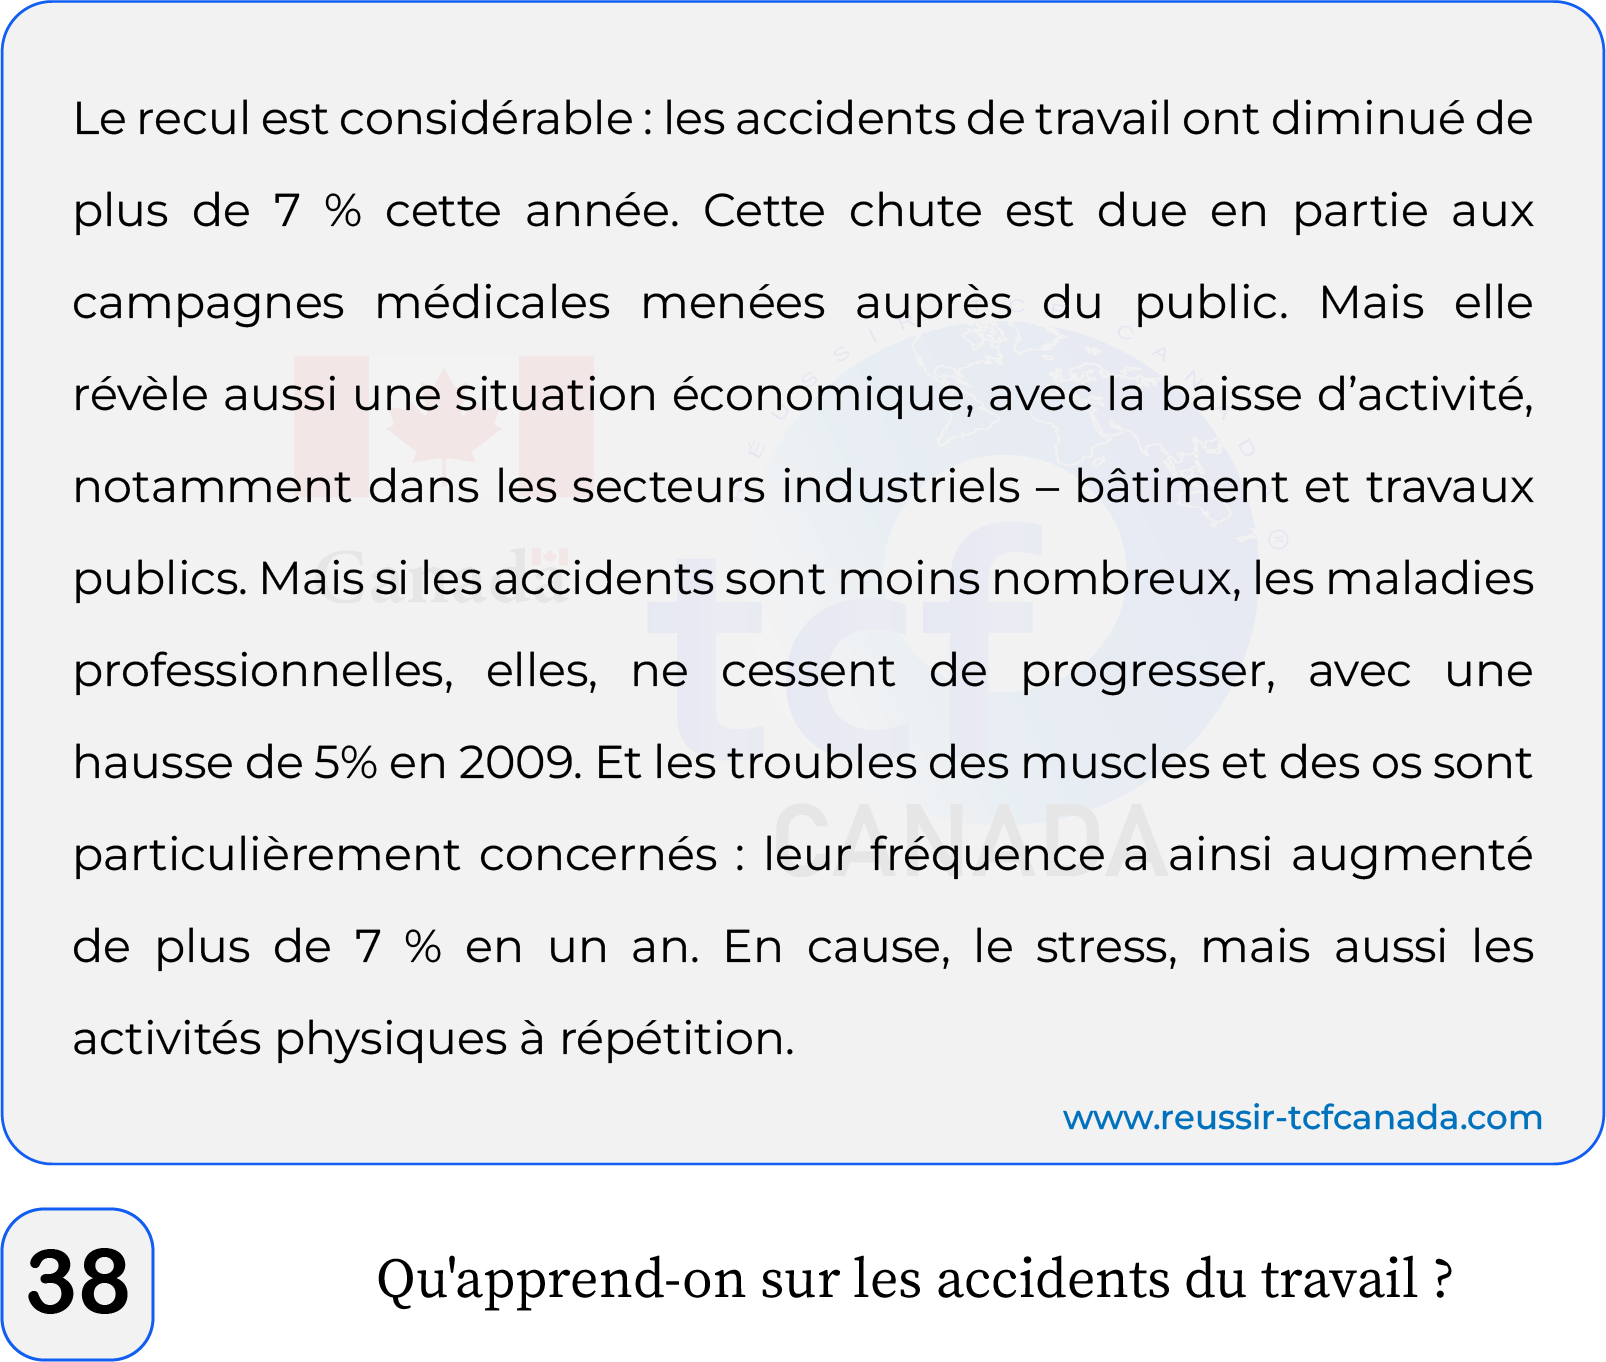 Le recul est considérable : les accidents de travail ont diminué de
plus de 7 % cette année. Cette chute est due en partie aux
campagnes médicales menées auprès du public. Mais elle
révèle aussi une situation économique, avec la baisse d’activité,
notamment dans les secteurs industriels – bâtiment et travaux
publics. Mais si les accidents sont moins nombreux, les maladies
professionnelles, elles, ne cessent de progresser, avec une
hausse de 5% en 2009. Et les troubles des muscles et des os sont
particulièrement concernés : leur fréquence a ainsi augmenté
de plus de 7 % en un an. En cause, le stress, mais aussi les
activités physiques à répétition.
www.reussir-tcfcanada.com
RÉUSSIR TCF CANADA ®
Canada
tcf
CANADA
38
Qu'apprend-on sur les accidents du travail ?